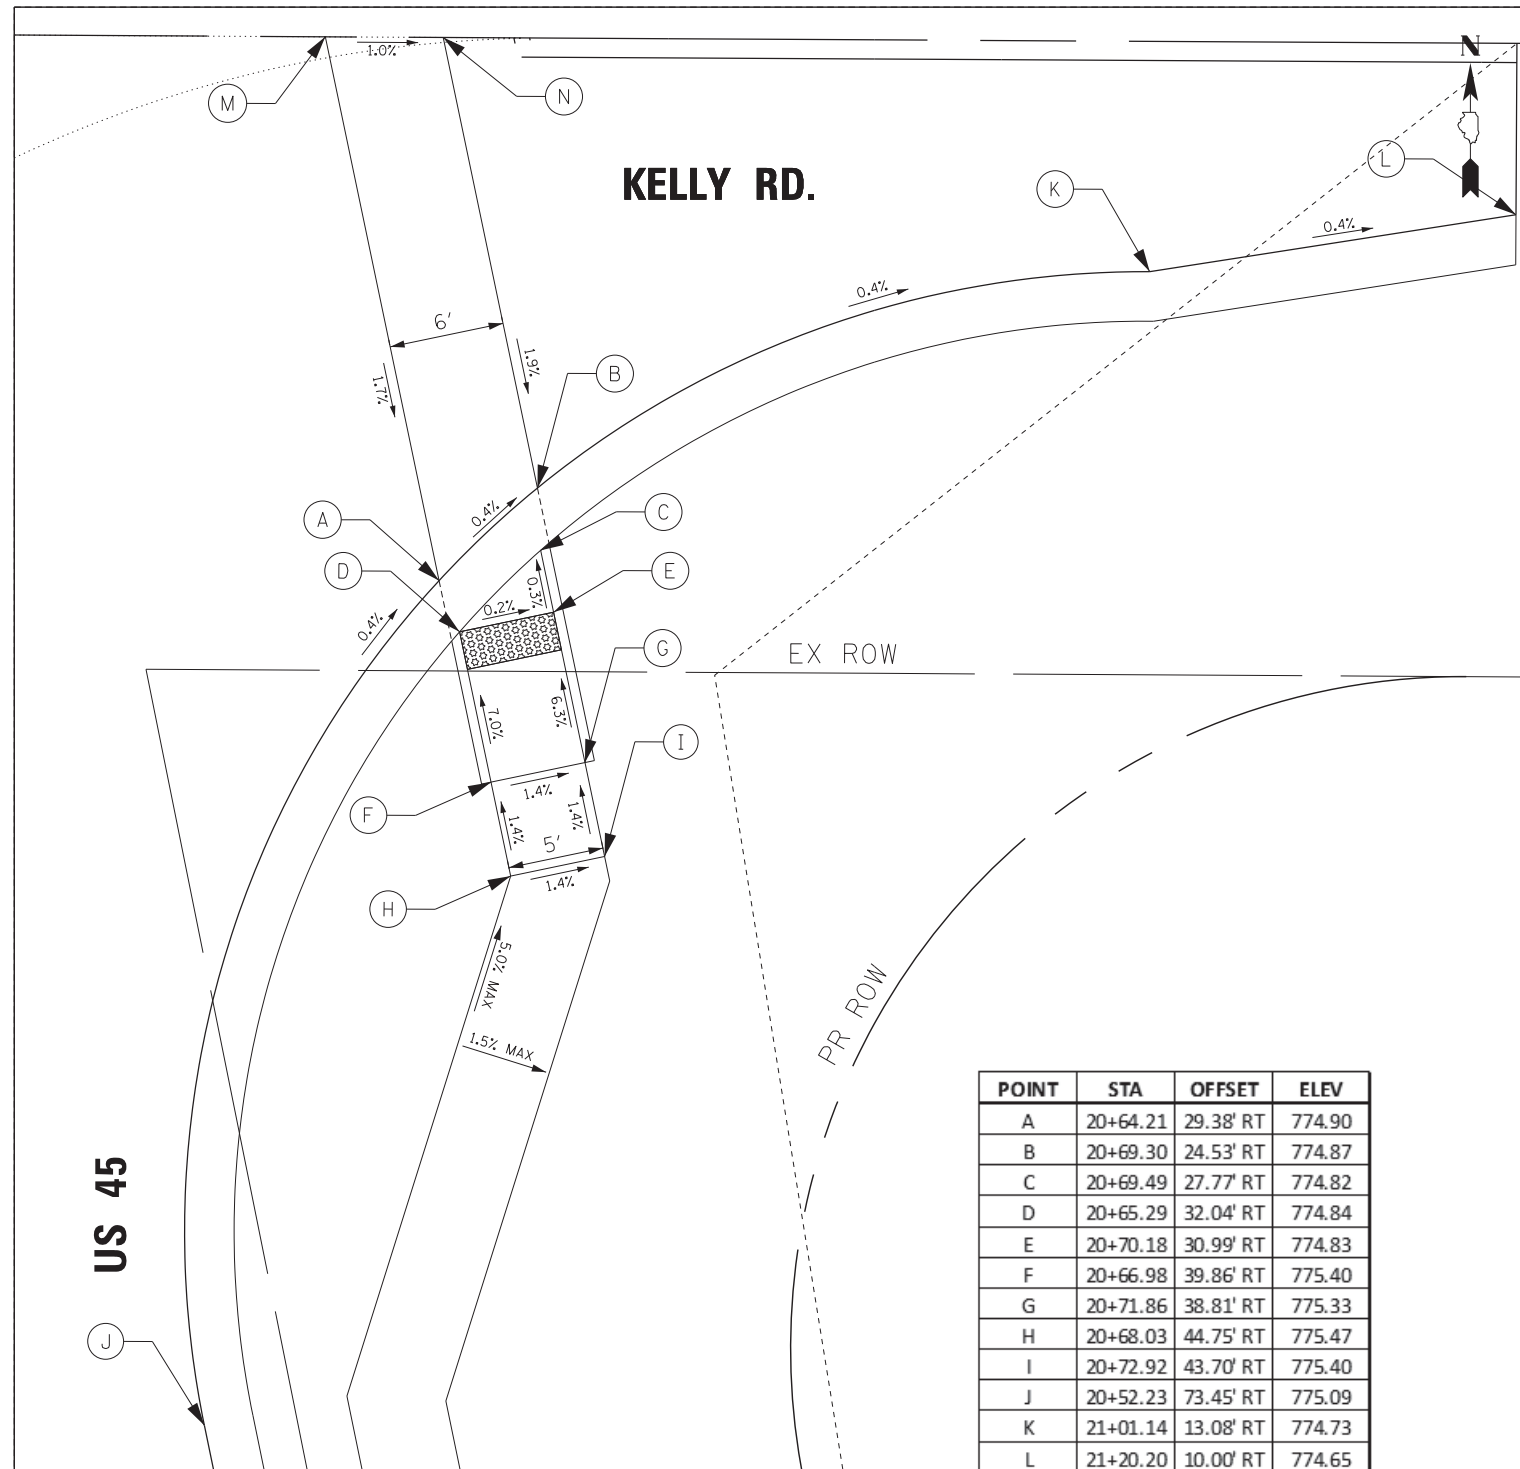 N
1.0%
M
N
L
KELLY RD.
K
0.4%
0.4%
6'
1.9%
B
1.7%
A
0.4%
C
D
E
0.3%
0.2%
0.4%
G
EX ROW
7.0%
6.3%
I
1.4%
F
1.4%
1.4%
5'
1.4%
H
5.0% MAX
PR ROW
1.5% MAX
US 45
J
POINT STA OFFSET ELEV
A 20+64.21 29.38' RT 774.90
B 20+69.30 24.53' RT 774.87
C 20+69.49 27.77' RT 774.82
D 20+65.29 32.04' RT 774.84
E 20+70.18 30.99' RT 774.83
F 20+66.98 39.86' RT 775.40
G 20+71.86 38.81' RT 775.33
H 20+68.03 44.75' RT 775.47
I 20+72.92 43.70' RT 775.40
J 20+52.23 73.45' RT 775.09
K 21+01.14 13.08' RT 774.73
L 21+20.20 10.00' RT 774.65